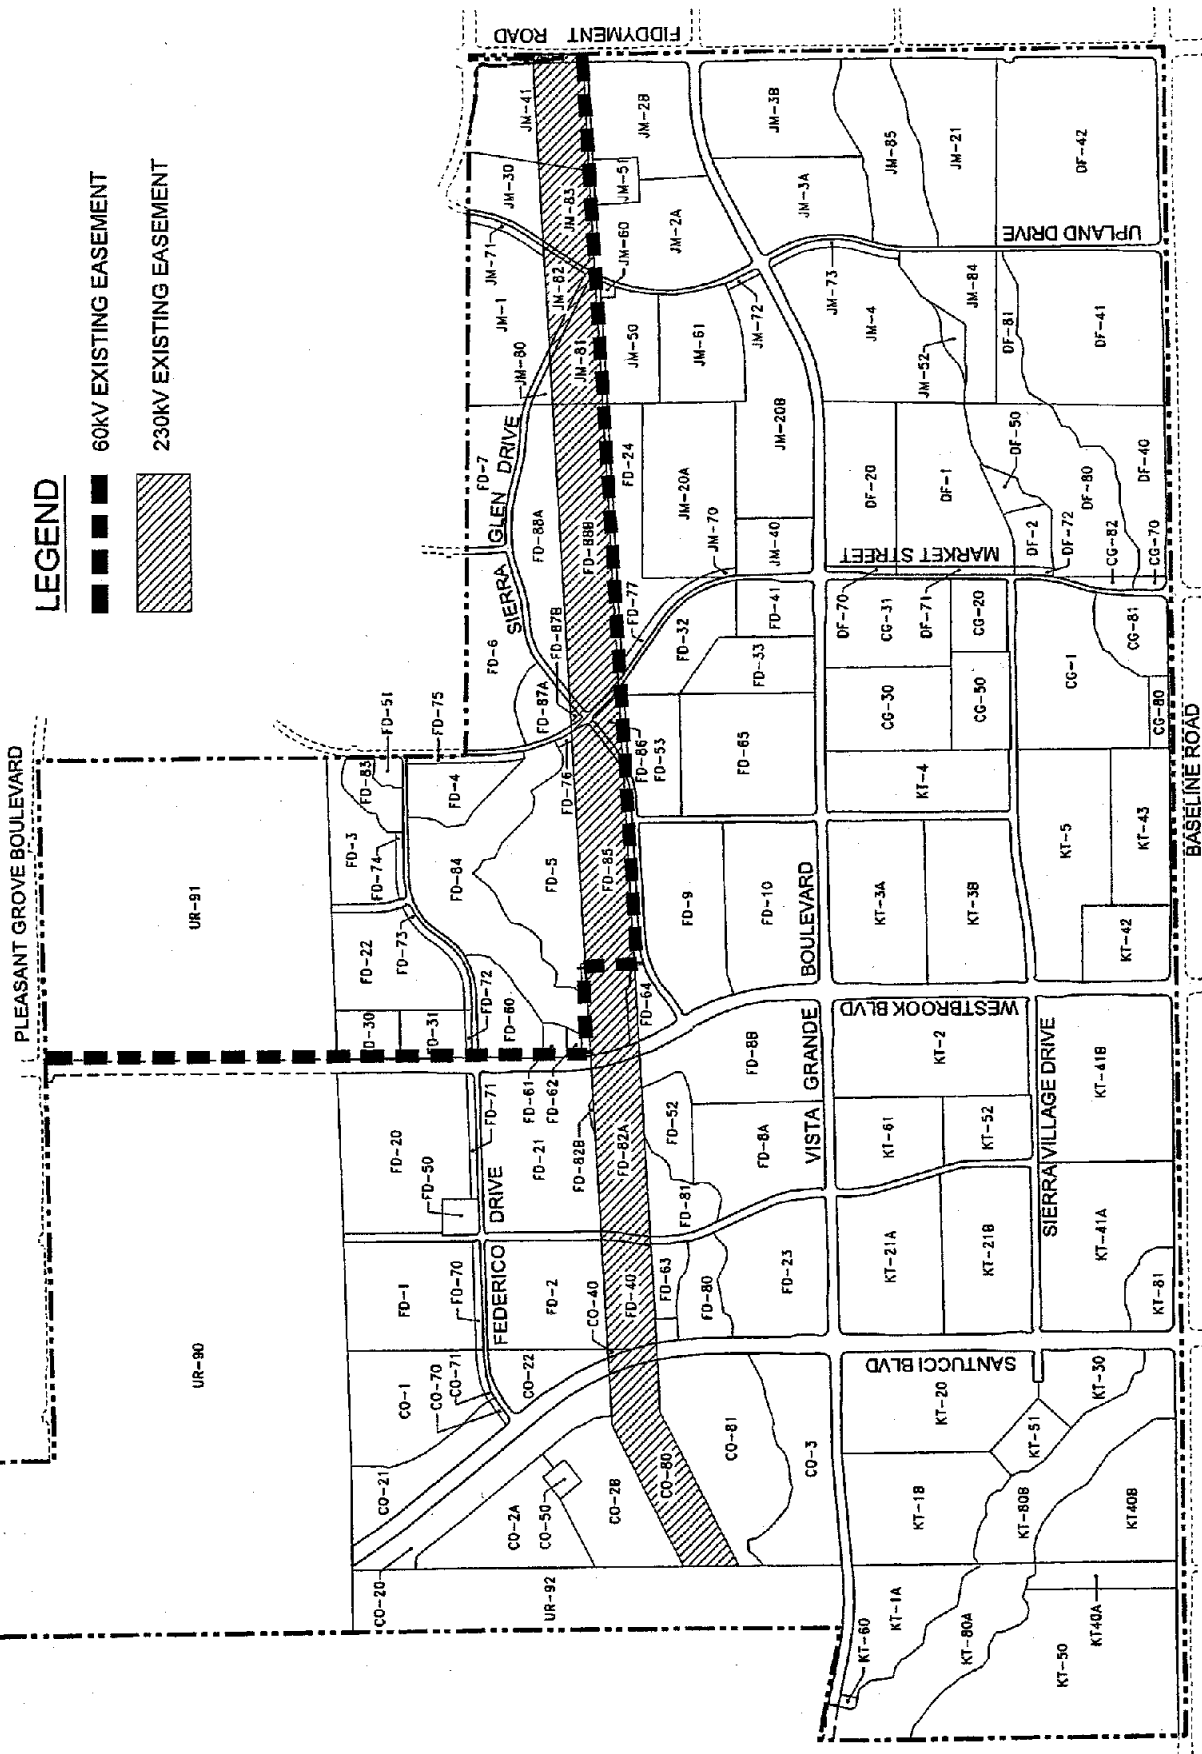 LEGEND
60kV EXISTING EASEMENT
230kV EXISTING EASEMENT
PLEASANT GROVE BOULEVARD
FIDDYMENT ROAD
BASELINE ROAD
SIERRA GLEN DRIVE
FEDERICO DRIVE
VISTA GRANDE BOULEVARD
WESTBROOK BLVD
SANTUCCI BLVD
SIERRA VILLAGE DRIVE
MARKET STREET
UPLAND DRIVE
UR-90
UR-91
UR-92
JM-41
JM-30
JM-71
JM-1
JM-80
JM-83
JM-82
JM-81
JM-51
JM-60
JM-2B
JM-2A
JM-50
JM-61
JM-72
JM-3B
JM-3A
JM-85
JM-21
JM-73
JM-4
JM-84
JM-52
JM-20B
JM-20A
JM-70
JM-40
DF-42
DF-41
DF-81
DF-20
DF-1
DF-50
DF-80
DF-40
DF-2
DF-72
DF-70
DF-71
CG-82
CG-70
CG-31
CG-20
CG-30
CG-50
CG-1
CG-81
CG-80
FD-7
FD-88A
FD-88B
FD-24
FD-6
FD-87B
FD-87A
FD-77
FD-32
FD-41
FD-33
FD-51
FD-75
FD-83
FD-4
FD-3
FD-74
FD-84
FD-5
FD-76
FD-85
FD-86
FD-53
FD-65
FD-22
FD-73
FD-72
FD-60
FD-9
FD-10
FD-64
FD-30
FD-31
FD-61
FD-62
FD-20
FD-71
FD-50
FD-21
FD-82B
FD-82A
FD-52
FD-8B
FD-8A
FD-81
FD-1
FD-70
FD-2
FD-40
FD-63
FD-80
FD-23
CO-40
CO-1
CO-70
CO-71
CO-22
CO-21
CO-20
CO-2A
CO-50
CO-2B
CO-80
CO-81
CO-3
KT-4
KT-5
KT-43
KT-42
KT-3A
KT-3B
KT-2
KT-61
KT-52
KT-41B
KT-21A
KT-21B
KT-41A
KT-81
KT-20
KT-30
KT-51
KT-1B
KT-80B
KT40B
KT-1A
KT-60
KT-80A
KT-50
KT40A